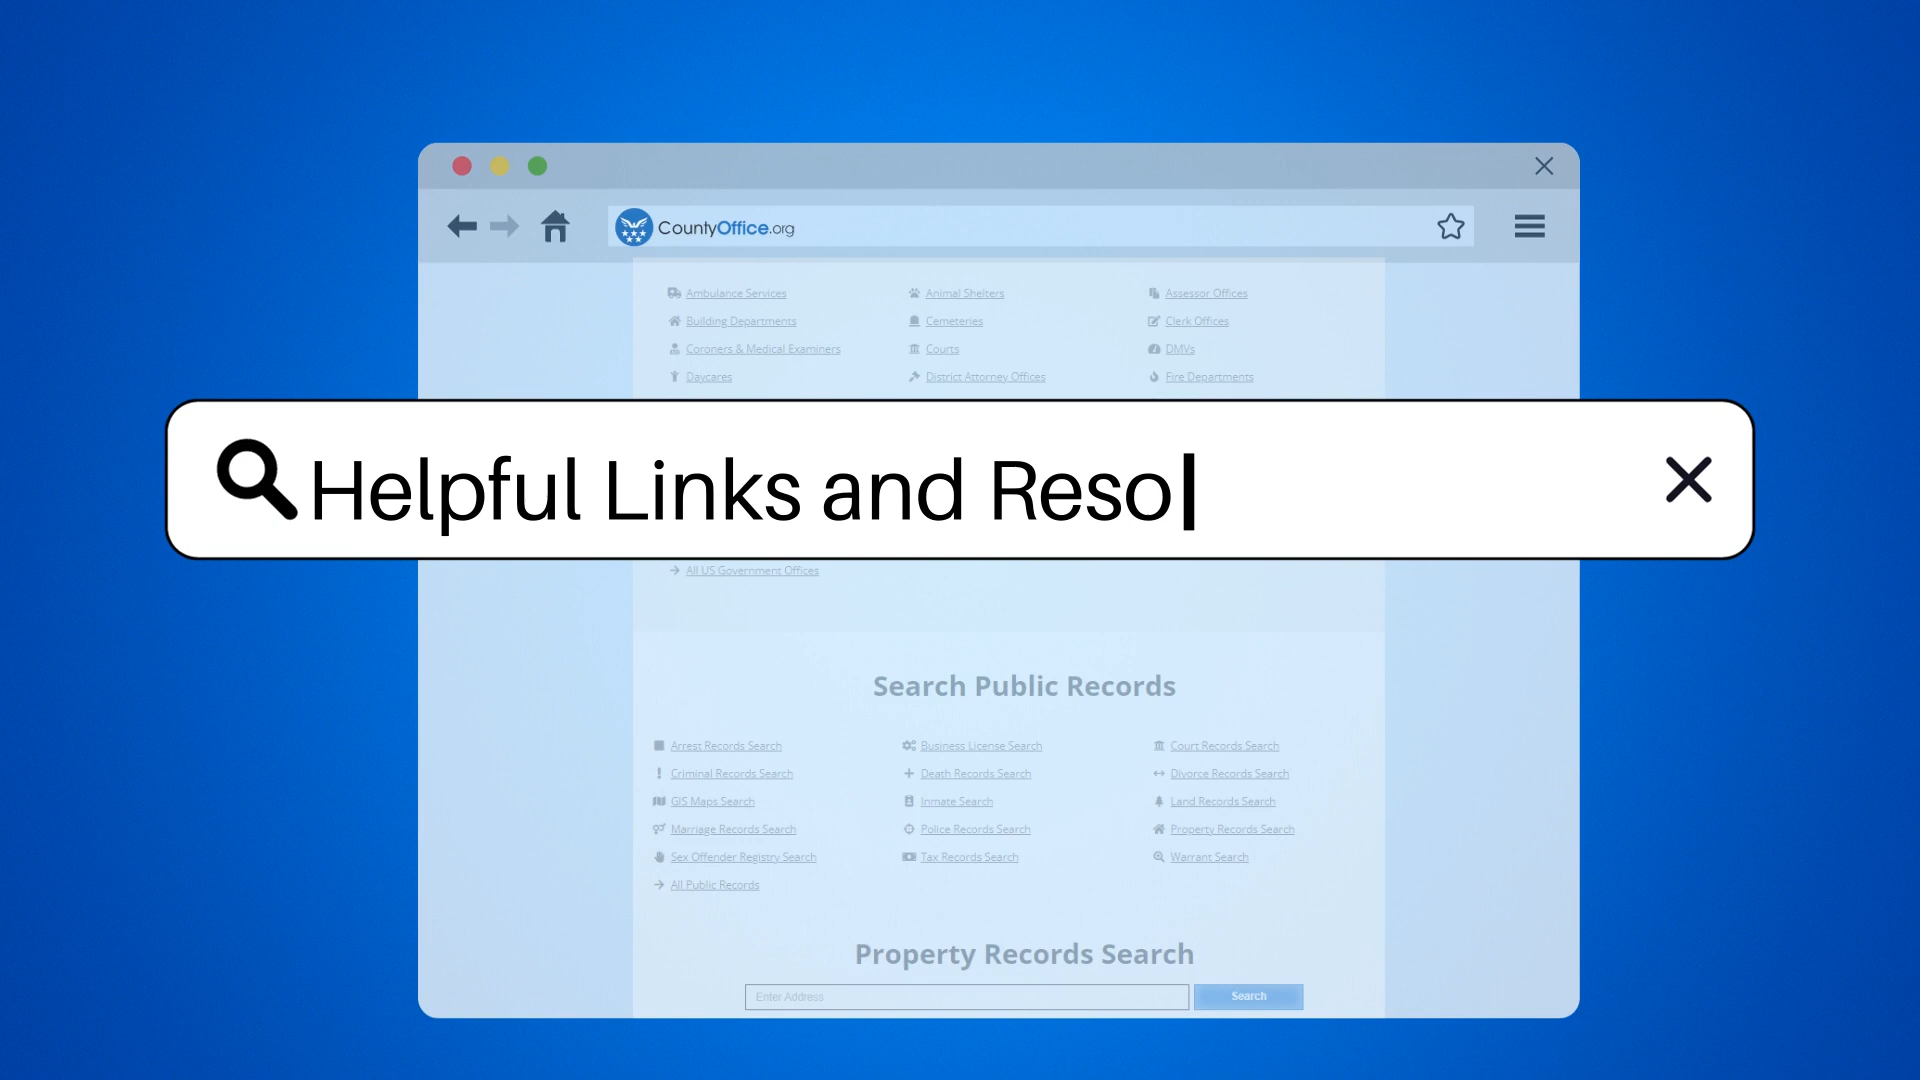 CountyOffice.org
Ambulance Services Animal Shelters Assessor Offices
Building Departments Cemeteries Clerk Offices
Coroners & Medical Examiners Courts DMVs
Daycares District Attorney Offices Fire Departments
Helpful Links and Reso
All US Government Offices
Search Public Records
Arrest Records Search Business License Search Court Records Search
Criminal Records Search Death Records Search Divorce Records Search
GIS Maps Search Inmate Search Land Records Search
Marriage Records Search Police Records Search Property Records Search
Sex Offender Registry Search Tax Records Search Warrant Search
All Public Records
Property Records Search
Enter Address Search